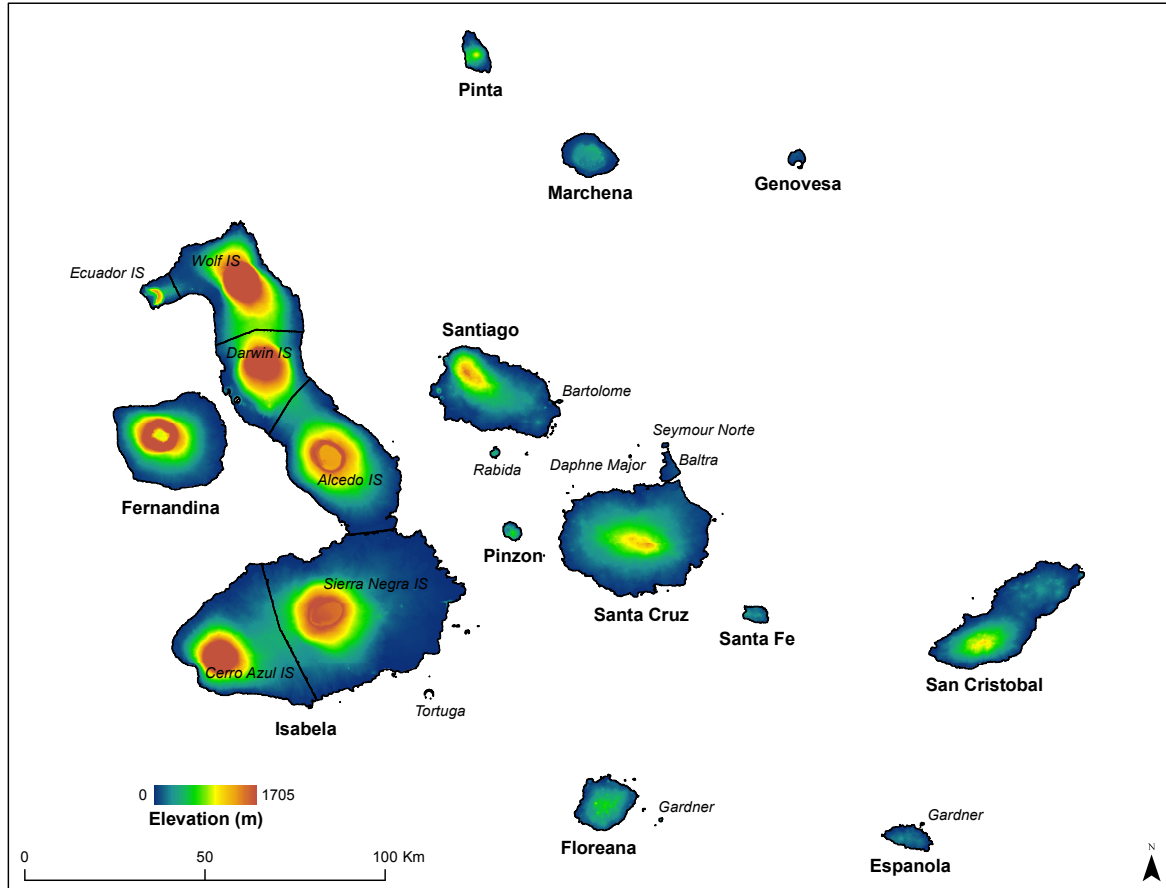 Pinta
Marchena
Genovesa
Wolf IS
Ecuador IS
Santiago
Darwin IS
Bartolome
Seymour Norte
Rabida
Daphne Major
Baltra
Alcedo IS
Fernandina
Pinzon
Sierra Negra IS
Santa Cruz
Santa Fe
Cerro Azul IS
San Cristobal
Tortuga
Isabela
0 1705
Elevation (m)
Gardner
Gardner
Floreana
Espanola
0 50 100 Km
N